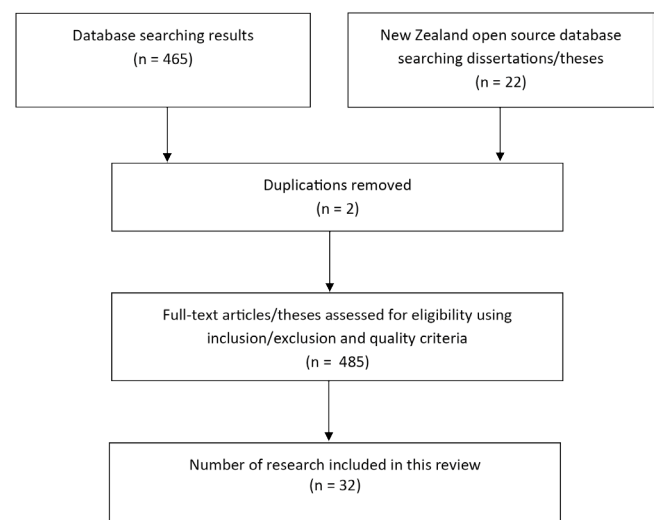 Database searching results
(n = 465)
New Zealand open source database
searching dissertations/theses
(n = 22)
Duplications removed
(n = 2)
Full-text articles/theses assessed for eligibility using
inclusion/exclusion and quality criteria
(n = 485)
Number of research included in this review
(n = 32)